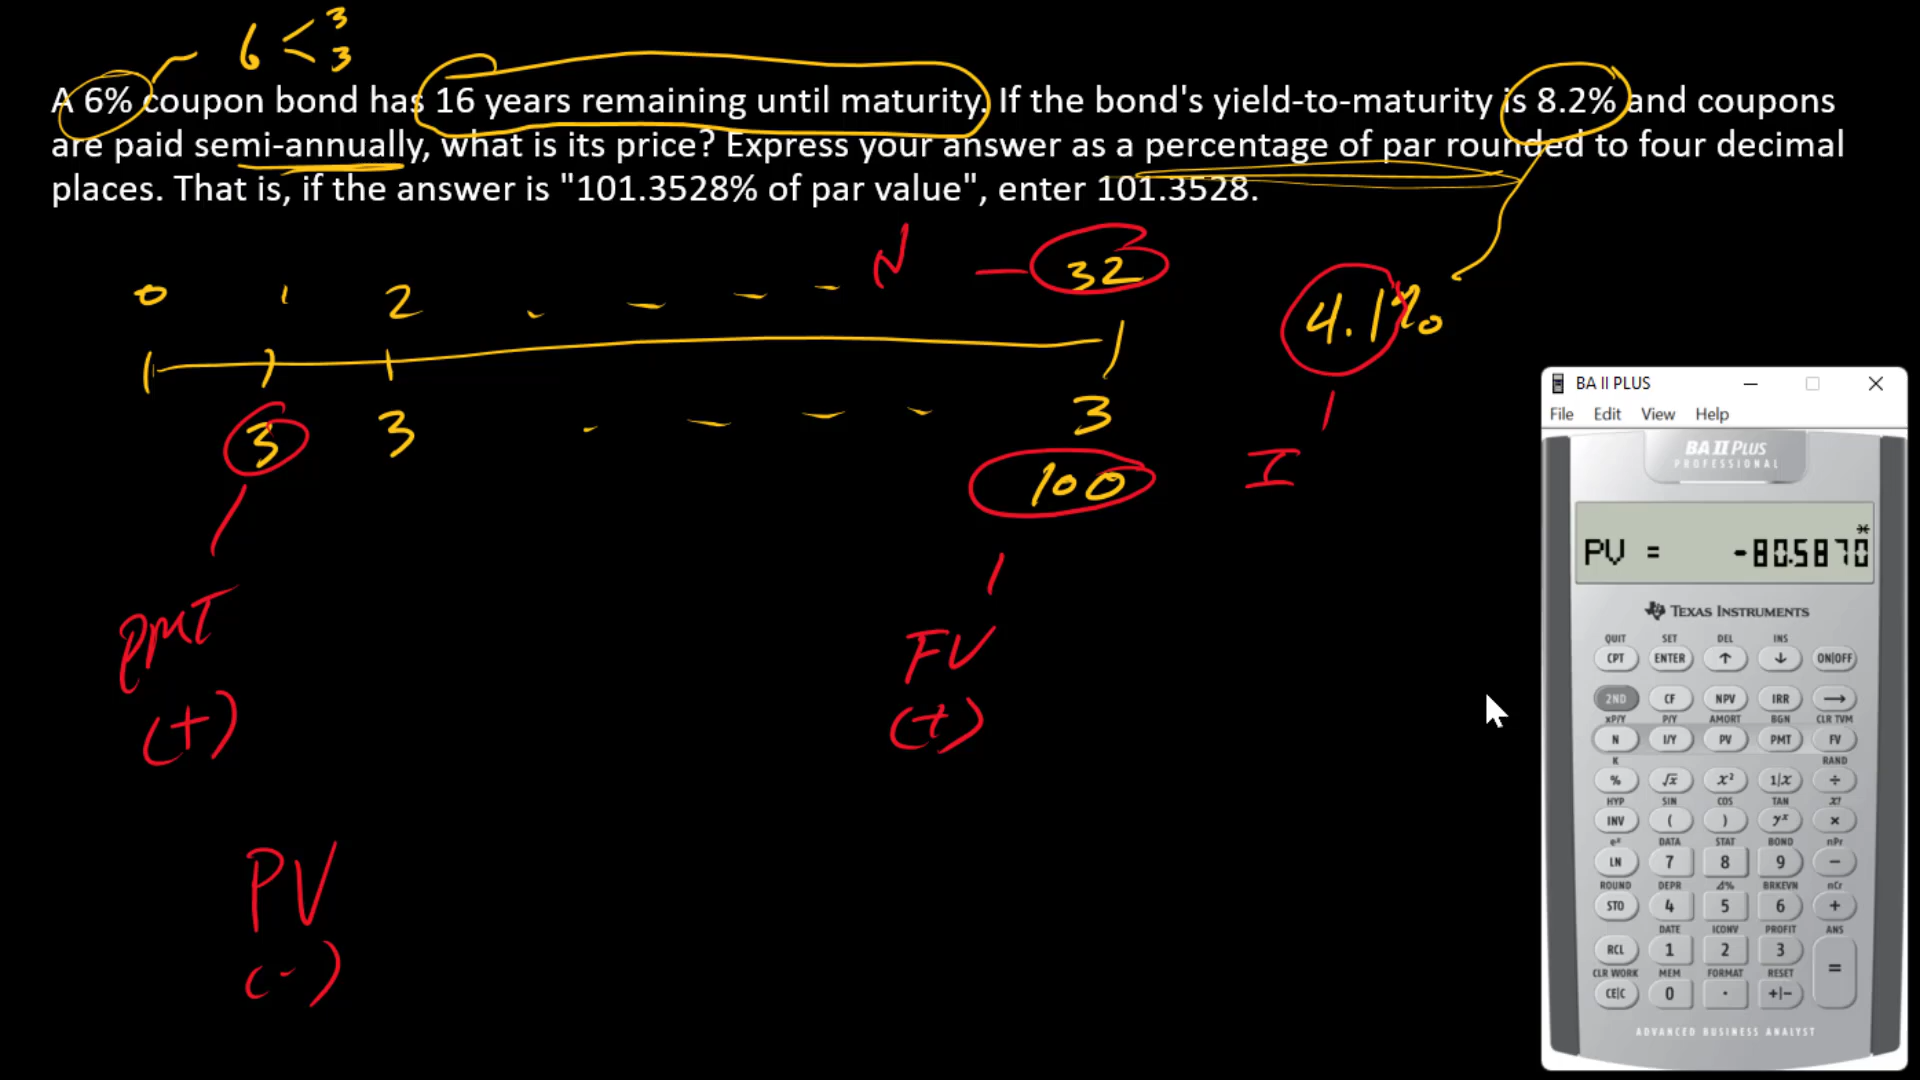 6 < 3
3
A 6% coupon bond has 16 years remaining until maturity. If the bond's yield-to-maturity is 8.2% and coupons
are paid semi-annually, what is its price? Express your answer as a percentage of par rounded to four decimal
places. That is, if the answer is "101.3528% of par value", enter 101.3528.
0 1 2 . - - - N - 32
4.1%
3 3 . - - - 3
100
I
PMT
(+)
FV
(+)
PV
(-)
BA II PLUS
File Edit View Help
BA II PLUS
PROFESSIONAL
PV = -80.5870
TEXAS INSTRUMENTS
QUIT SET DEL INS
CPT ENTER ↑ ↓ ON|OFF
2ND CF NPV IRR →
xP/Y P/Y AMORT BGN CLR TVM
N I/Y PV PMT FV
K RAND
% √x x² 1/x ÷
HYP SIN COS TAN x!
INV ( ) yˣ ×
eˣ DATA STAT BOND nPr
LN 7 8 9 −
ROUND DEPR Δ% BRKEVN nCr
STO 4 5 6 +
DATE ICONV PROFIT ANS
RCL 1 2 3 =
CLR WORK MEM FORMAT RESET
CE|C 0 . +|-
ADVANCED BUSINESS ANALYST